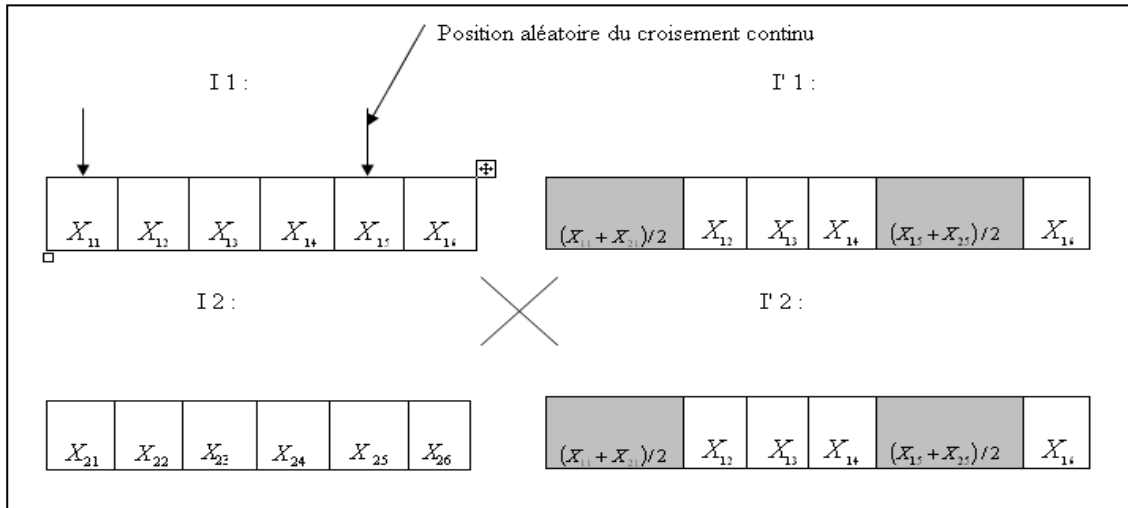 Position aléatoire du croisement continu
I 1 :
I' 1 :
X₁₁ X₁₂ X₁₃ X₁₄ X₁₅ X₁₆
(X₁₁ + X₂₁)/2 X₁₂ X₁₃ X₁₄ (X₁₅ + X₂₅)/2 X₁₆
I 2 :
I' 2 :
X₂₁ X₂₂ X₂₃ X₂₄ X₂₅ X₂₆
(X₁₁ + X₂₁)/2 X₁₂ X₁₃ X₁₄ (X₁₅ + X₂₅)/2 X₁₆